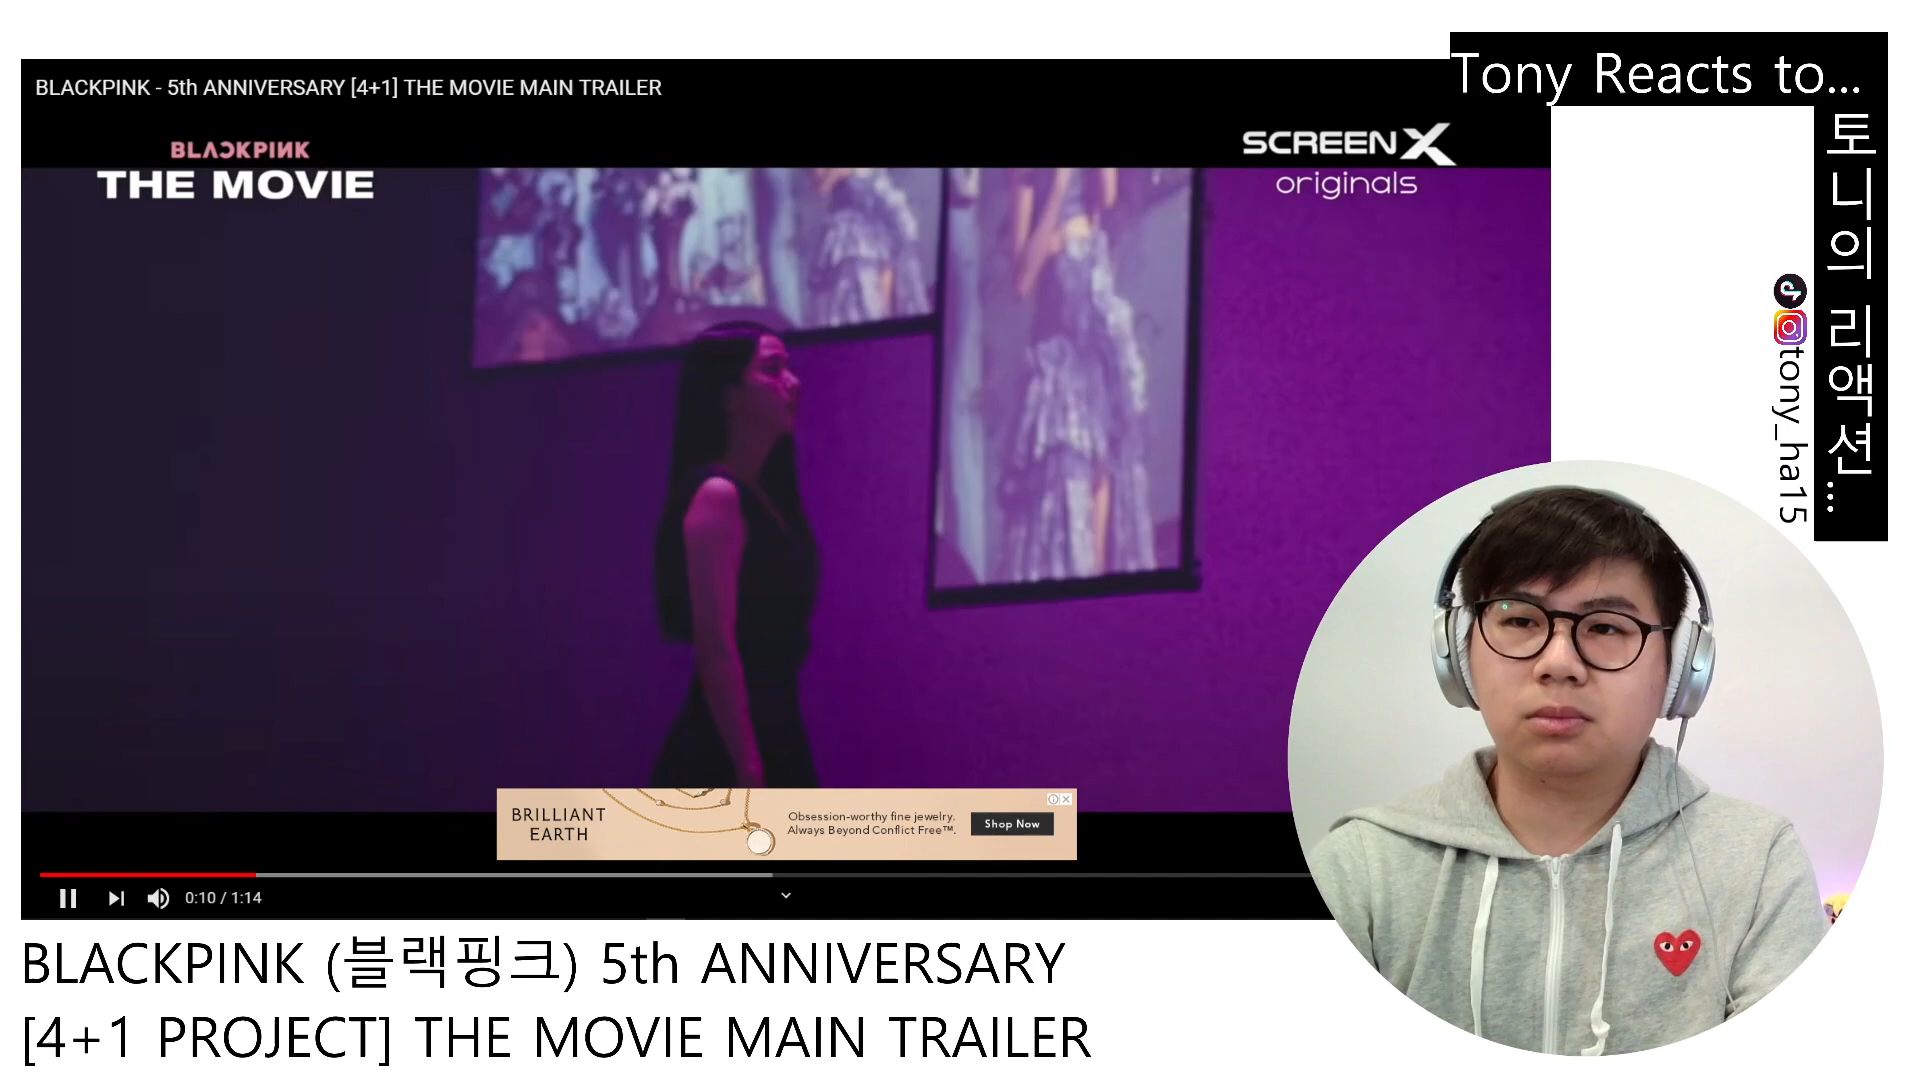 BLACKPINK - 5th ANNIVERSARY [4+1] THE MOVIE MAIN TRAILER
Tony Reacts to...
토니의 리액션...
tony_ha15
BLACKPINK
THE MOVIE
SCREENX
originals
BRILLIANT
EARTH
Obsession-worthy fine jewelry.
Always Beyond Conflict Free™.
Shop Now
0:10 / 1:14
BLACKPINK (블랙핑크) 5th ANNIVERSARY
[4+1 PROJECT] THE MOVIE MAIN TRAILER